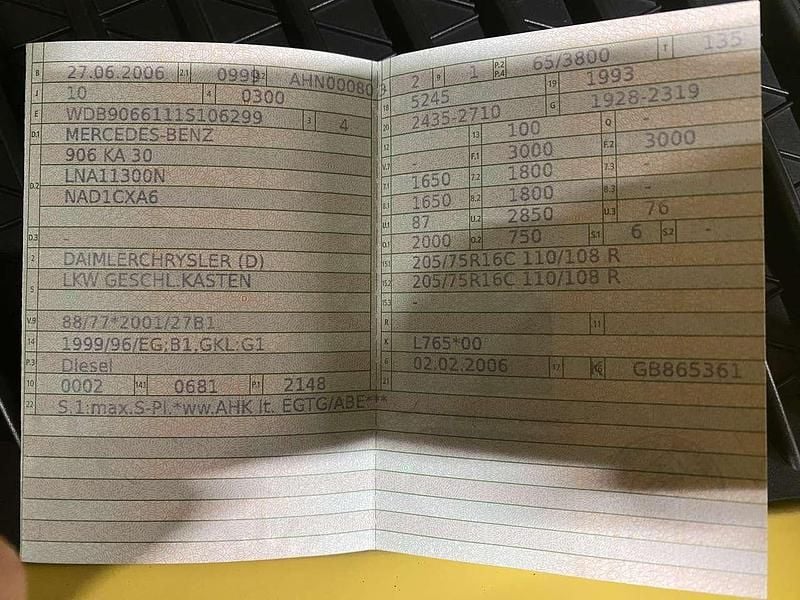 B 27.06.2006 2.1 0999 2.2 AHN00080
J 10 4 0300
E WDB9066111S106299 3 4
D.1 MERCEDES-BENZ
906 KA 30
D.2 LNA11300N
NAD1CXA6
D.3 -
2 DAIMLERCHRYSLER (D)
5 LKW GESCHL.KASTEN
V.9 88/77*2001/27B1
14 1999/96/EG;B1,GKL:G1
P.3 Diesel
10 0002 14.1 0681 P.1 2148
22 S.1:max.S-Pl.*ww.AHK lt. EGTG/ABE***
2 9 1 P.2 P.4 65/3800 T 135
18 5245 19 1993
20 2435-2710 G 1928-2319
12 - 13 100 Q -
V.7 - F.1 3000 F.2 3000
7.1 1650 7.2 1800 7.3 -
8.1 1650 8.2 1800 8.3 -
U.1 87 U.2 2850 U.3 76
O.1 2000 O.2 750 S.1 6 S.2 -
15.1 205/75R16C 110/108 R
15.2 205/75R16C 110/108 R
15.3 -
R 11
K L765*00
6 02.02.2006 17 16 GB865361
21